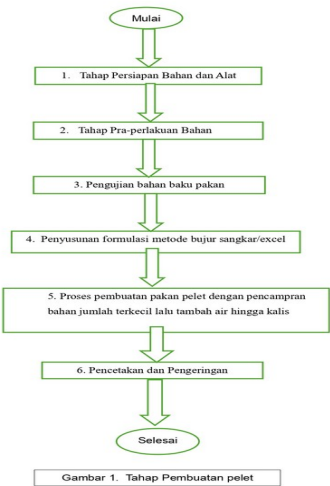 Mulai
1. Tahap Persiapan Bahan dan Alat
2. Tahap Pra-perlakuan Bahan
3. Pengujian bahan baku pakan
4. Penyusunan formulasi metode bujur sangkar/excel
5. Proses pembuatan pakan pelet dengan pencampran
bahan jumlah terkecil lalu tambah air hingga kalis
6. Pencetakan dan Pengeringan
Selesai
Gambar 1. Tahap Pembuatan pelet